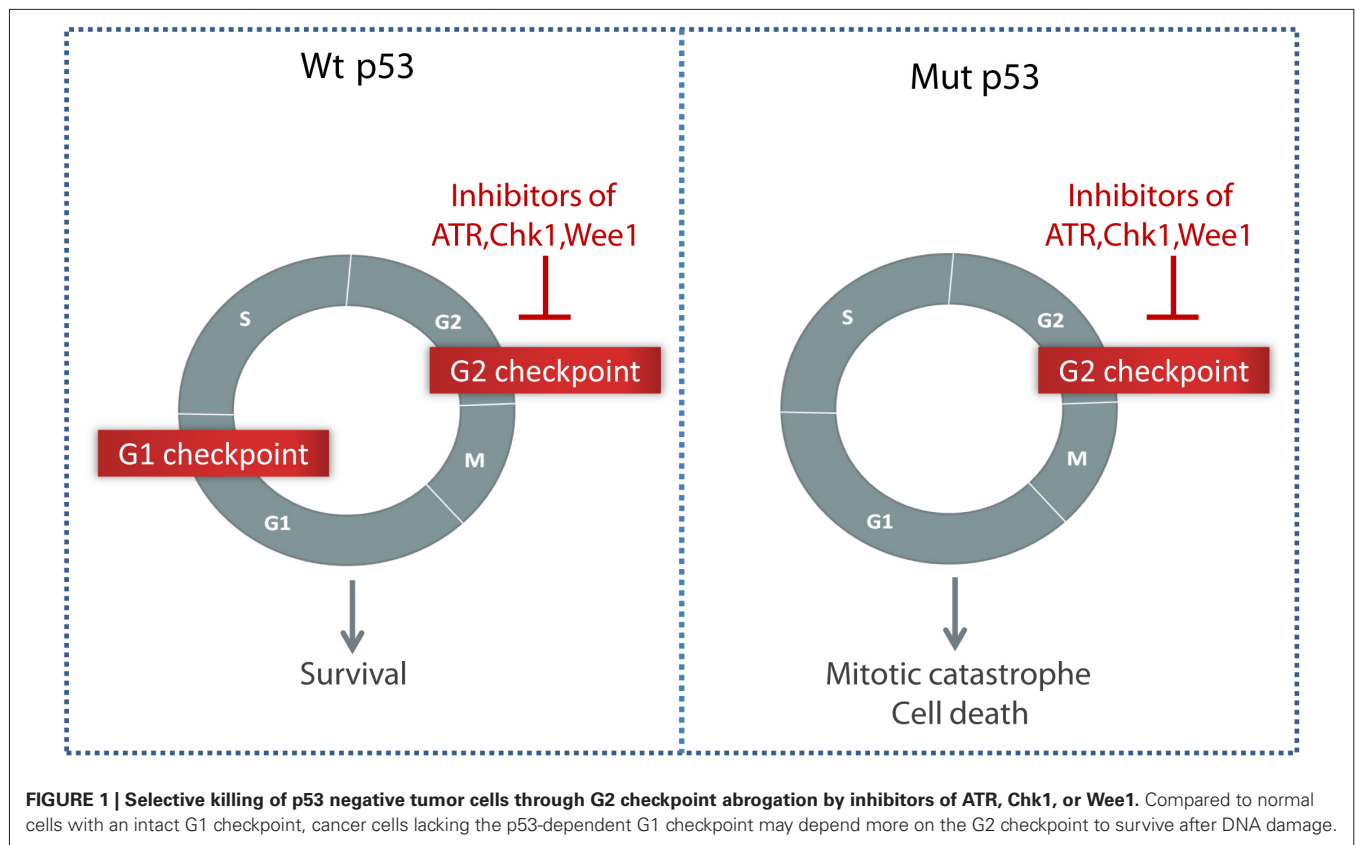 Wt p53
Inhibitors of
ATR,Chk1,Wee1
S
G2
G2 checkpoint
G1 checkpoint
M
G1
Survival
Mut p53
Inhibitors of
ATR,Chk1,Wee1
S
G2
G2 checkpoint
M
G1
Mitotic catastrophe
Cell death
FIGURE 1 | Selective killing of p53 negative tumor cells through G2 checkpoint abrogation by inhibitors of ATR, Chk1, or Wee1. Compared to normal
cells with an intact G1 checkpoint, cancer cells lacking the p53-dependent G1 checkpoint may depend more on the G2 checkpoint to survive after DNA damage.